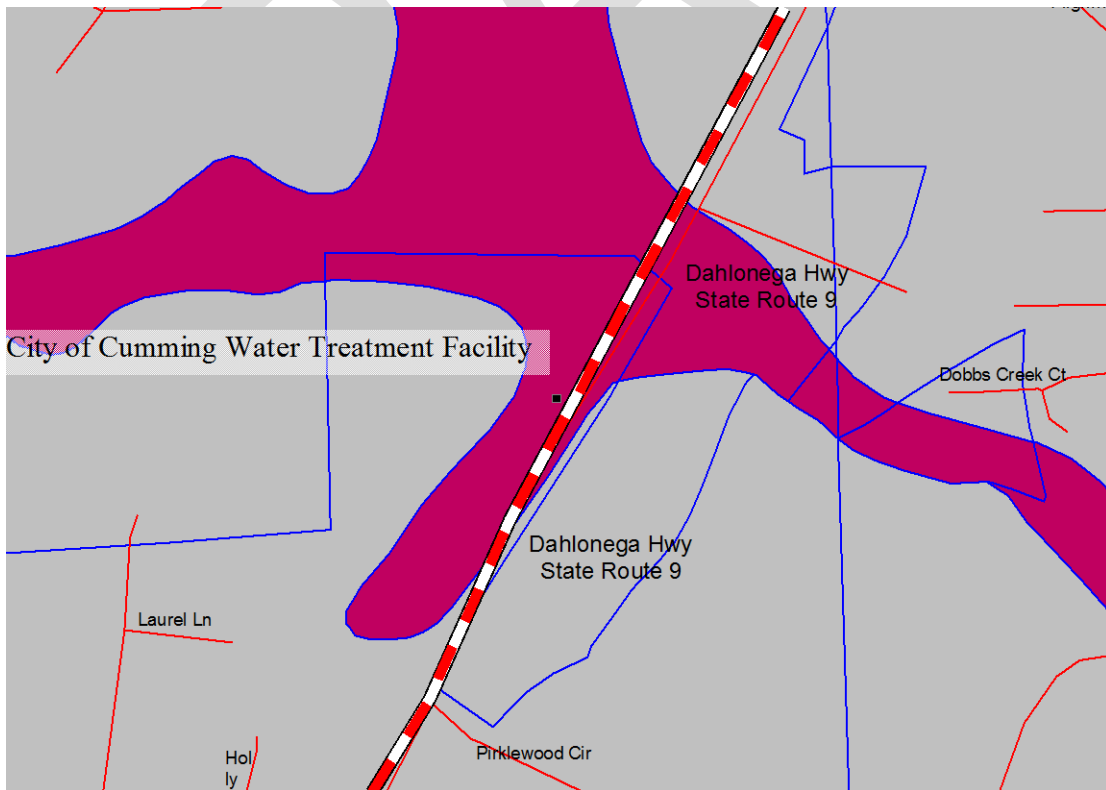 Dahlonega Hwy
State Route 9
City of Cumming Water Treatment Facility
Dobbs Creek Ct
Dahlonega Hwy
State Route 9
Laurel Ln
Pirklewood Cir
Hol
ly